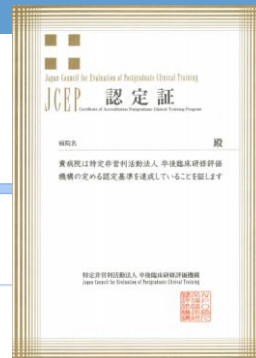 Japan Council for Evaluation of Postgraduate Clinical Training
JCEP 認定証
Certificate of Accreditation Postgraduate Clinical Training Program
病院名 殿
貴病院は特定非営利活動法人 卒後臨床研修評価
機構の定める認定基準を達成していることを証します
特定非営利活動法人 卒後臨床研修評価機構
Japan Council for Evaluation of Postgraduate Clinical Training